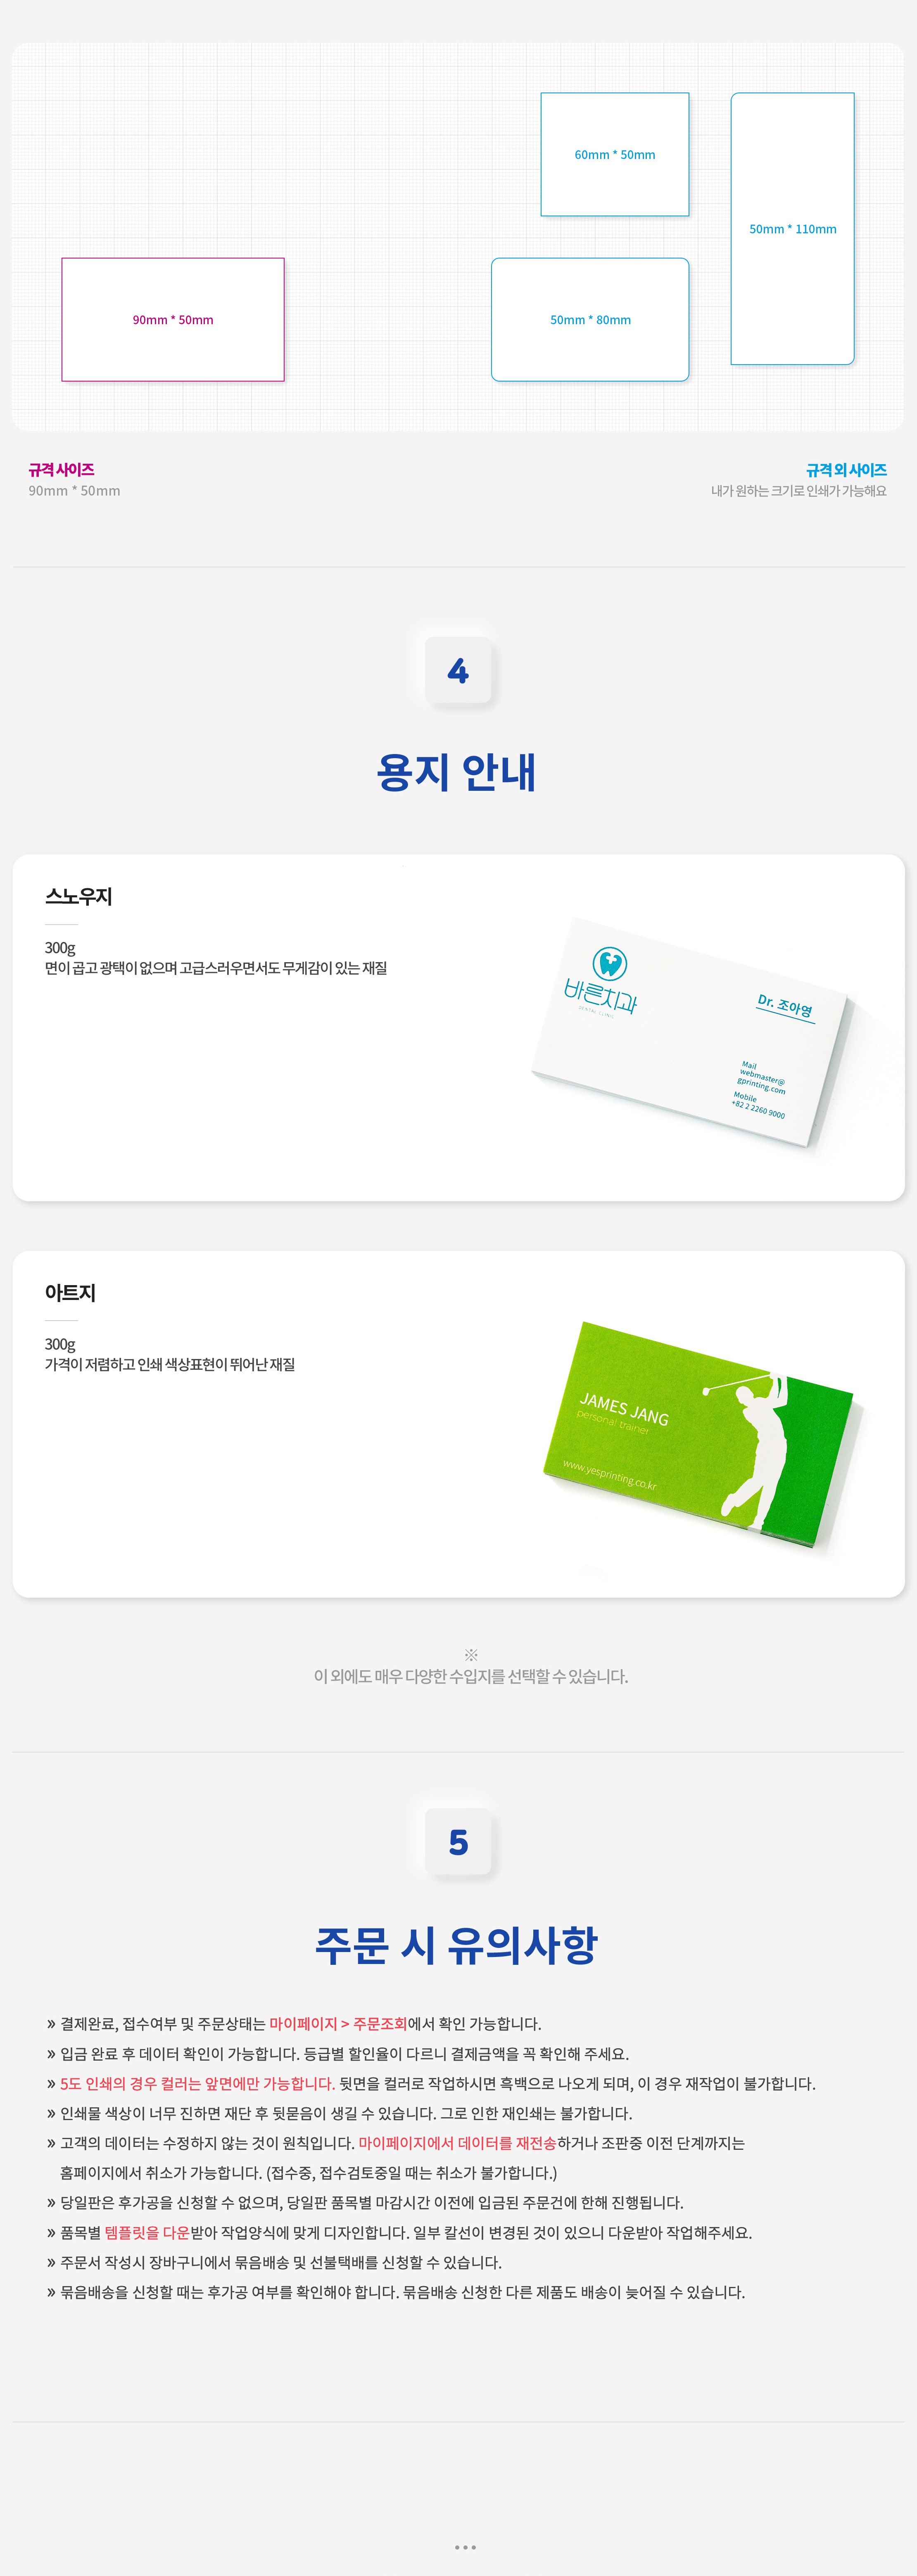 60mm * 50mm
50mm * 110mm
90mm * 50mm
50mm * 80mm
규격 사이즈
90mm * 50mm
규격 외 사이즈
내가 원하는 크기로 인쇄가 가능해요
4
용지 안내
스노우지
300g
면이 곱고 광택이 없으며 고급스러우면서도 무게감이 있는 재질
바른치과
DENTAL CLINIC
Dr. 조아영
Mail
webmaster@
gprinting.com
Mobile
+82 2 2260 9000
아트지
300g
가격이 저렴하고 인쇄 색상표현이 뛰어난 재질
JAMES JANG
personal trainer
www.yesprinting.co.kr
※
이 외에도 매우 다양한 수입지를 선택할 수 있습니다.
5
주문 시 유의사항
» 결제완료, 접수여부 및 주문상태는 마이페이지 > 주문조회에서 확인 가능합니다.
» 입금 완료 후 데이터 확인이 가능합니다. 등급별 할인율이 다르니 결제금액을 꼭 확인해 주세요.
» 5도 인쇄의 경우 컬러는 앞면에만 가능합니다. 뒷면을 컬러로 작업하시면 흑백으로 나오게 되며, 이 경우 재작업이 불가합니다.
» 인쇄물 색상이 너무 진하면 재단 후 뒷묻음이 생길 수 있습니다. 그로 인한 재인쇄는 불가합니다.
» 고객의 데이터는 수정하지 않는 것이 원칙입니다. 마이페이지에서 데이터를 재전송하거나 조판중 이전 단계까지는
홈페이지에서 취소가 가능합니다. (접수중, 접수검토중일 때는 취소가 불가합니다.)
» 당일판은 후가공을 신청할 수 없으며, 당일판 품목별 마감시간 이전에 입금된 주문건에 한해 진행됩니다.
» 품목별 템플릿을 다운받아 작업양식에 맞게 디자인합니다. 일부 칼선이 변경된 것이 있으니 다운받아 작업해주세요.
» 주문서 작성시 장바구니에서 묶음배송 및 선불택배를 신청할 수 있습니다.
» 묶음배송을 신청할 때는 후가공 여부를 확인해야 합니다. 묶음배송 신청한 다른 제품도 배송이 늦어질 수 있습니다.